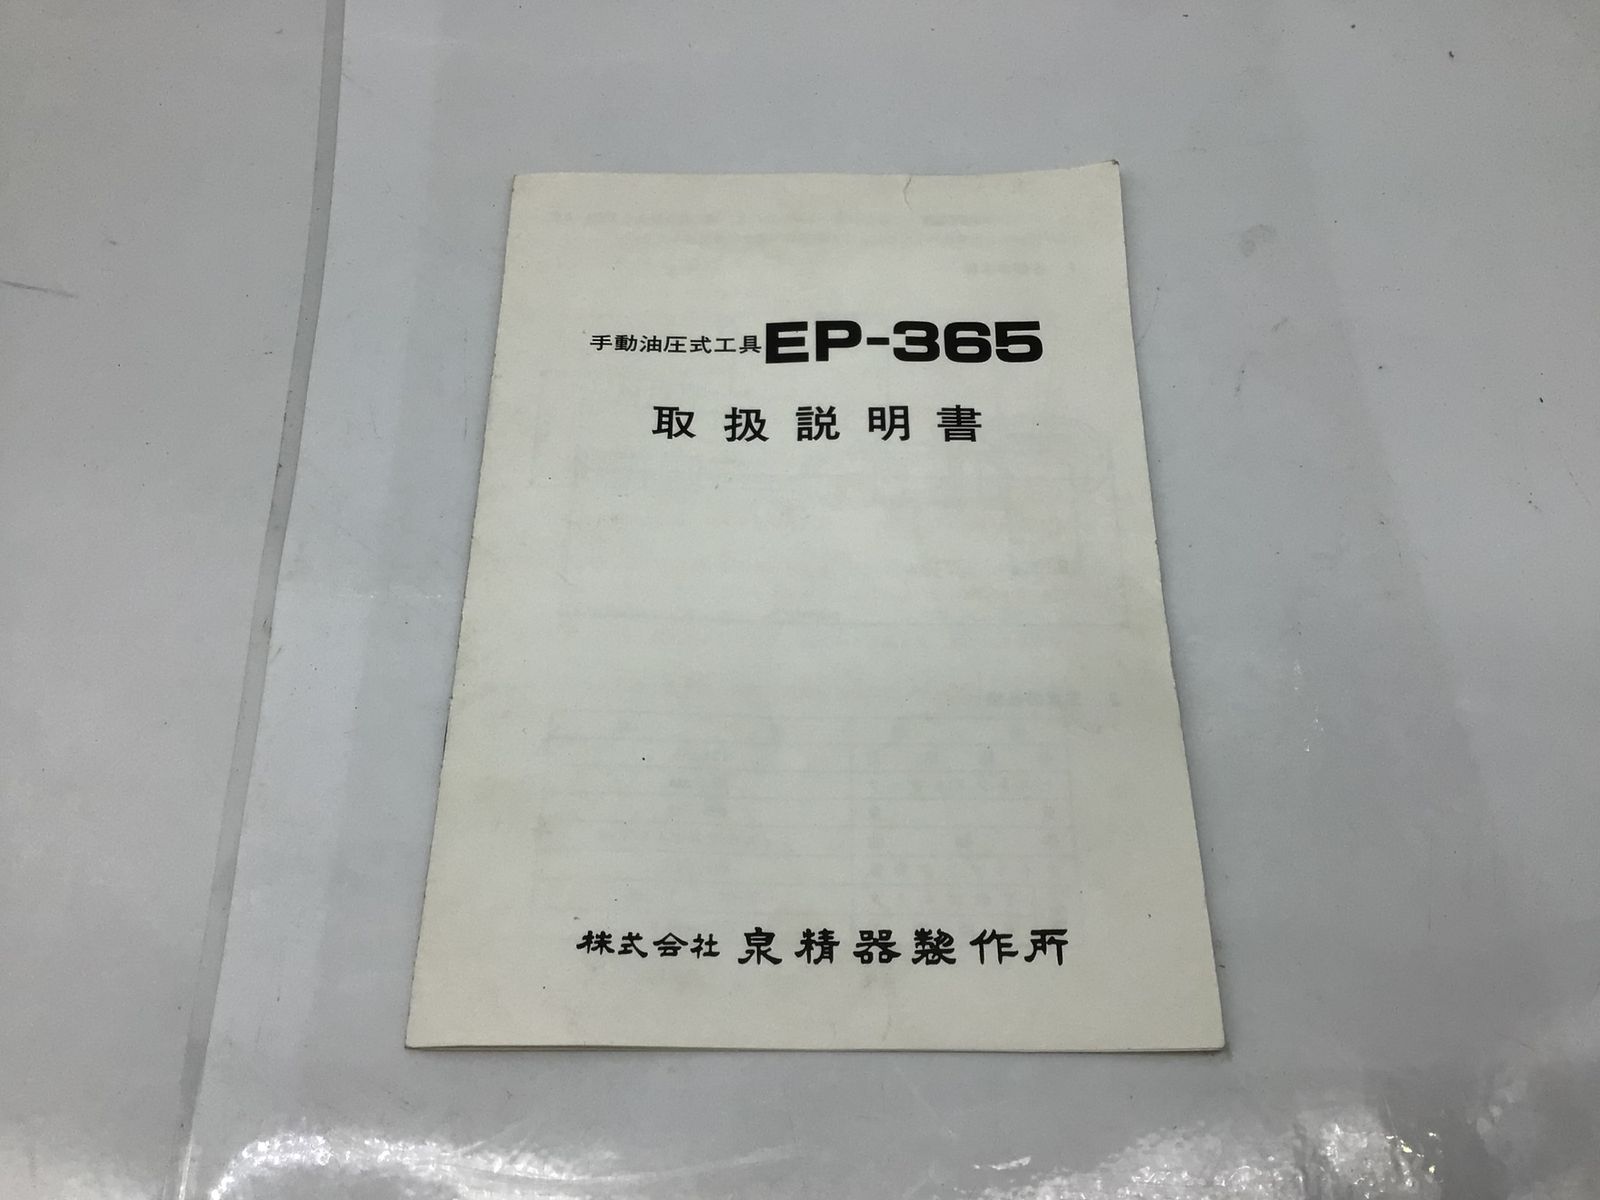 手動油圧式工具EP-365
取扱説明書
株式会社 泉精器製作所